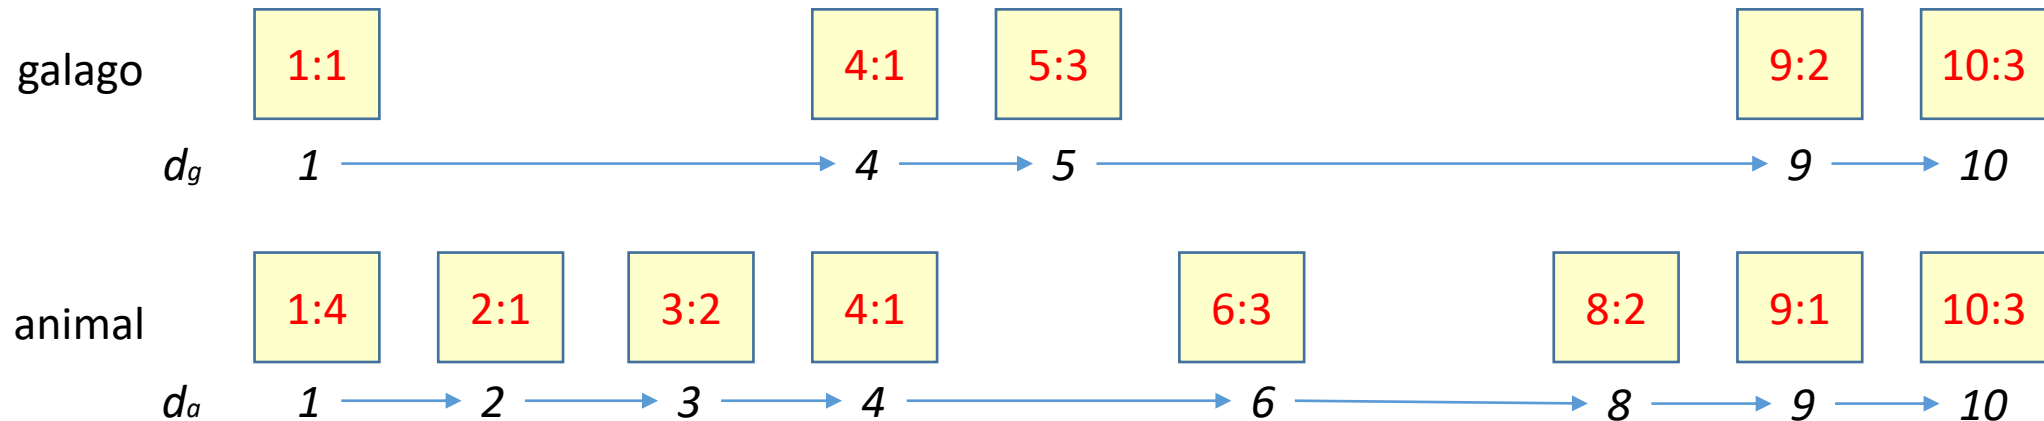 galago 1:1 4:1 5:3 9:2 10:3
dg 1 4 5 9 10
animal 1:4 2:1 3:2 4:1 6:3 8:2 9:1 10:3
da 1 2 3 4 6 8 9 10